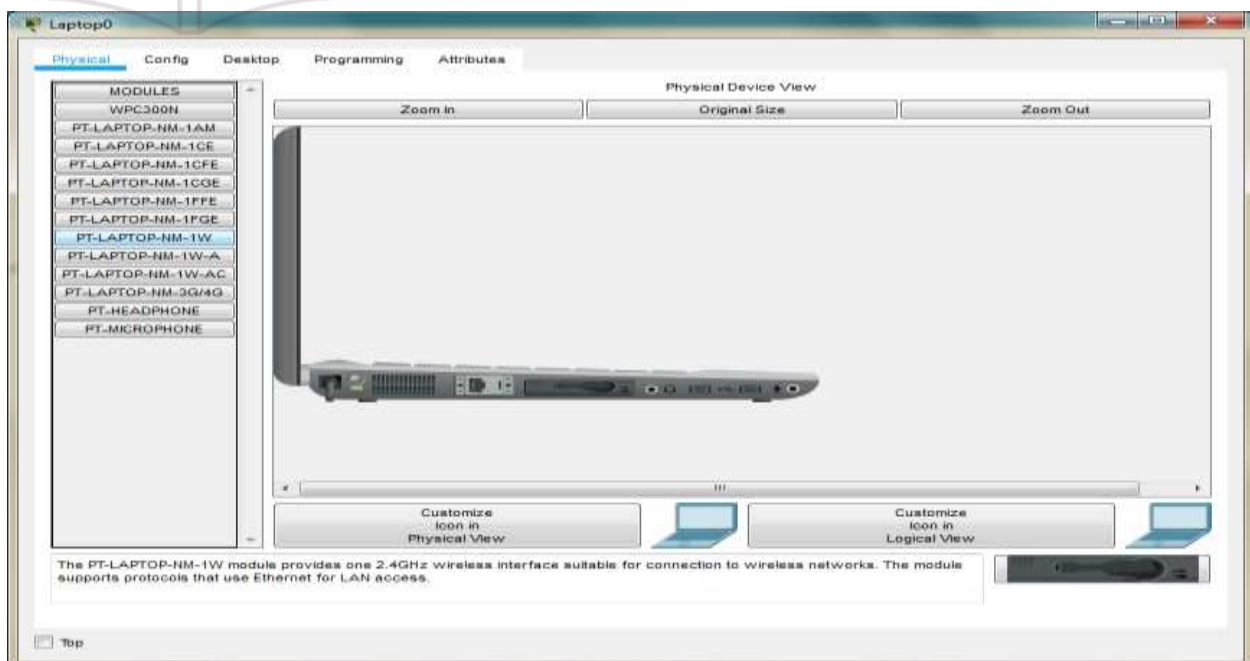 Laptop0
Physical Config Desktop Programming Attributes
MODULES
WPC300N
PT-LAPTOP-NM-1AM
PT-LAPTOP-NM-1CE
PT-LAPTOP-NM-1CFE
PT-LAPTOP-NM-1CGE
PT-LAPTOP-NM-1FFE
PT-LAPTOP-NM-1FGE
PT-LAPTOP-NM-1W
PT-LAPTOP-NM-1W-A
PT-LAPTOP-NM-1W-AC
PT-LAPTOP-NM-3G/4G
PT-HEADPHONE
PT-MICROPHONE
Physical Device View
Zoom In Original Size Zoom Out
Customize
Icon in
Physical View
Customize
Icon in
Logical View
The PT-LAPTOP-NM-1W module provides one 2.4GHz wireless interface suitable for connection to wireless networks. The module
supports protocols that use Ethernet for LAN access.
Top